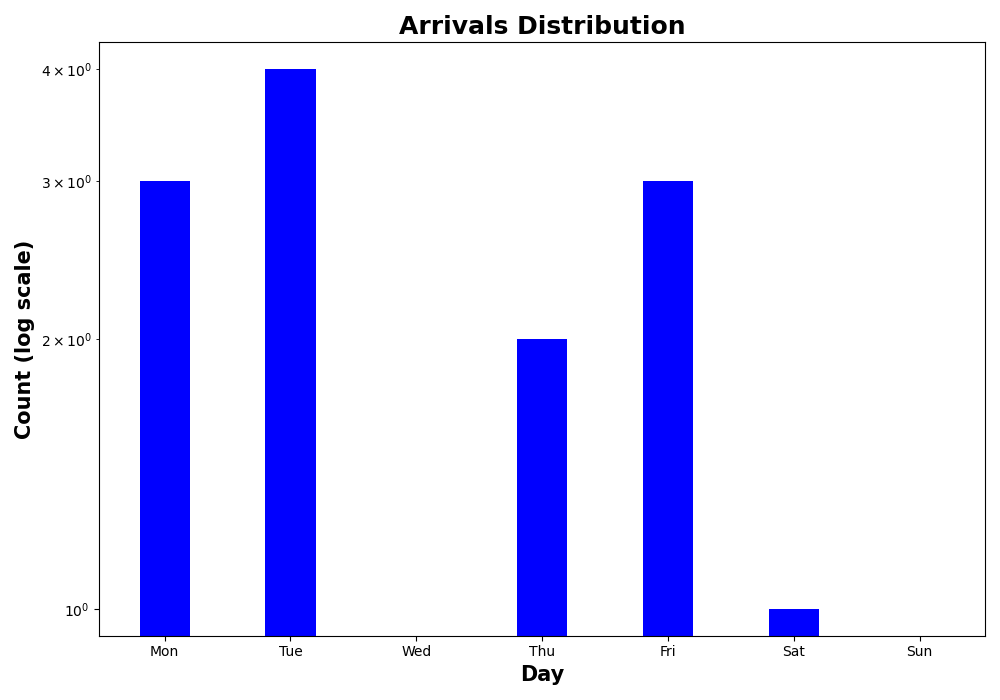 Arrivals Distribution
4 × 10⁰
3 × 10⁰
2 × 10⁰
10⁰
Count (log scale)
Mon Tue Wed Thu Fri Sat Sun
Day